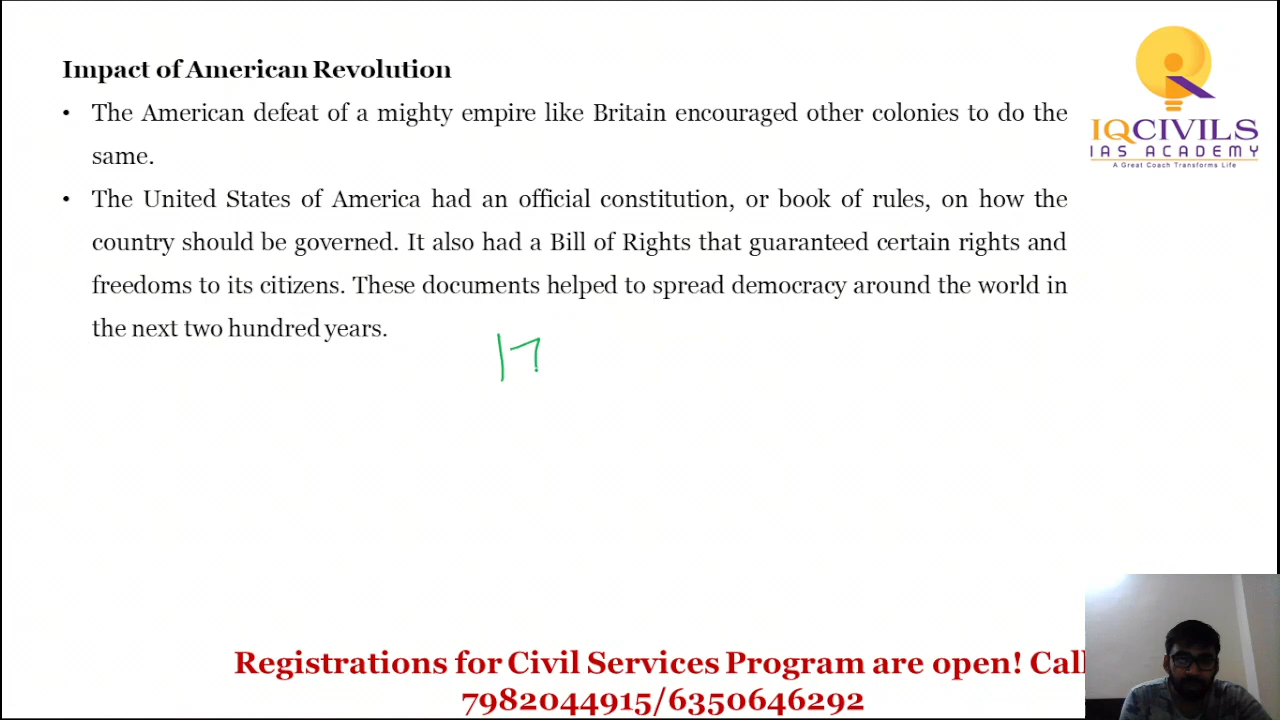 Impact of American Revolution
• The American defeat of a mighty empire like Britain encouraged other colonies to do the
same.
• The United States of America had an official constitution, or book of rules, on how the
country should be governed. It also had a Bill of Rights that guaranteed certain rights and
freedoms to its citizens. These documents helped to spread democracy around the world in
the next two hundred years.
17
IQCIVILS
IAS ACADEMY
A Great Coach Transforms Life
Registrations for Civil Services Program are open! Call
7982044915/6350646292